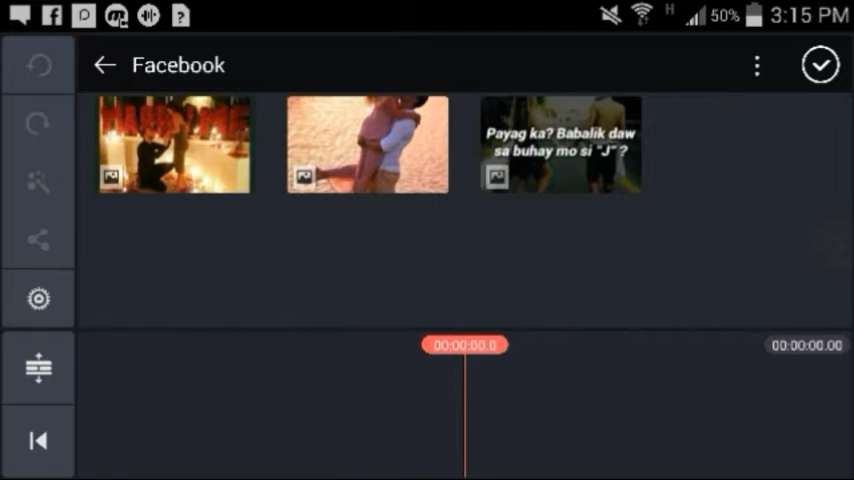 H
50%
3:15 PM
Facebook
Payag ka? Babalik daw
sa buhay mo si "J" ?
00:00:00.0
00:00:00.00